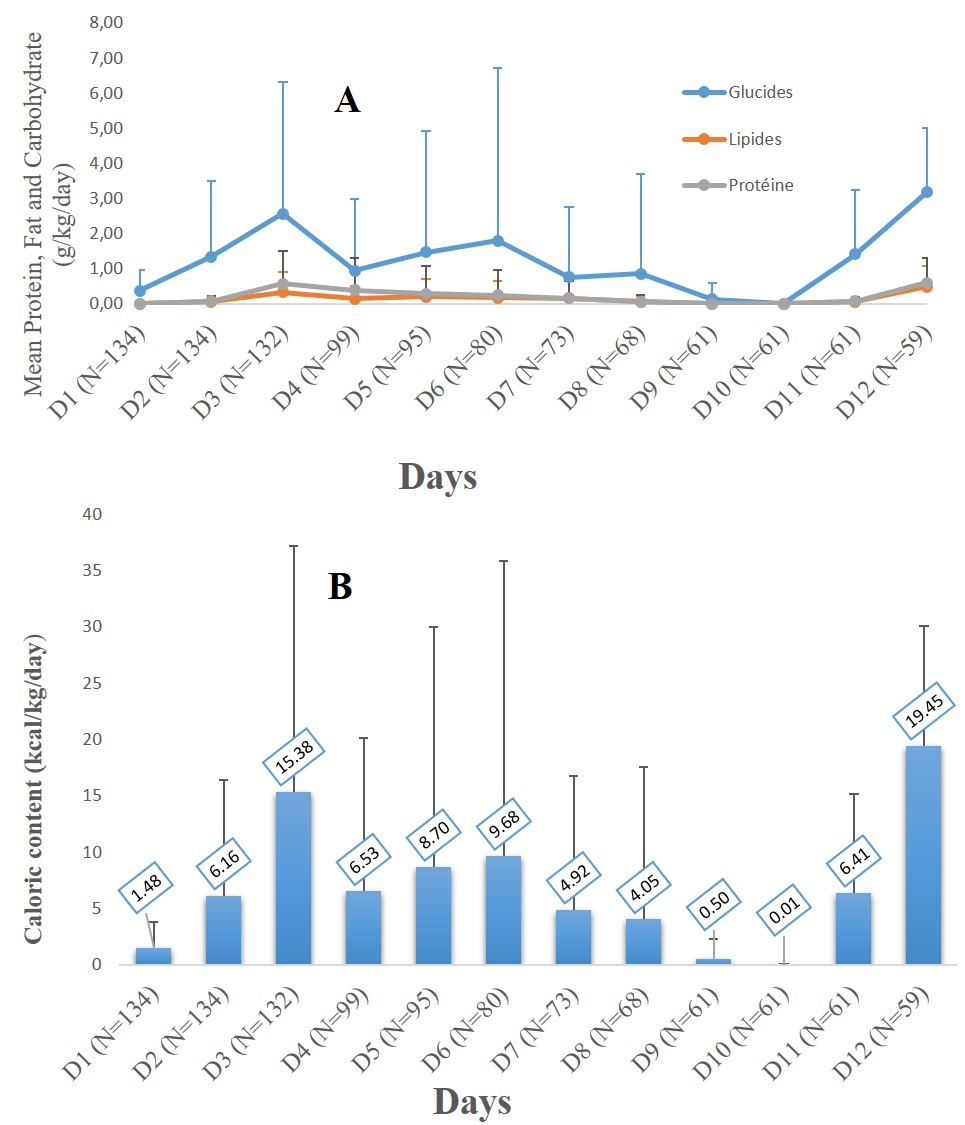 8,00
7,00
6,00
5,00
4,00
3,00
2,00
1,00
0,00
Mean Protein, Fat and Carbohydrate
(g/kg/day)
A
Glucides
Lipides
Protéine
D1 (N=134)
D2 (N=134)
D3 (N=132)
D4 (N=99)
D5 (N=95)
D6 (N=80)
D7 (N=73)
D8 (N=68)
D9 (N=61)
D10 (N=61)
D11 (N=61)
D12 (N=59)
Days
40
35
30
25
20
15
10
5
0
Caloric content (kcal/kg/day)
B
1.48
6.16
15.38
6.53
8.70
9.68
4.92
4.05
0.50
0.01
6.41
19.45
D1 (N=134)
D2 (N=134)
D3 (N=132)
D4 (N=99)
D5 (N=95)
D6 (N=80)
D7 (N=73)
D8 (N=68)
D9 (N=61)
D10 (N=61)
D11 (N=61)
D12 (N=59)
Days